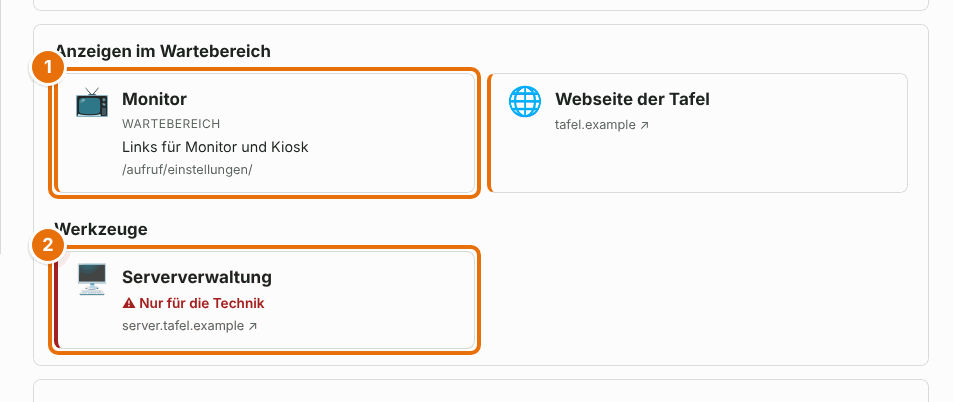 Anzeigen im Wartebereich
1
Monitor
WARTEBEREICH
Links für Monitor und Kiosk
/aufruf/einstellungen/
Webseite der Tafel
tafel.example ↗
Werkzeuge
2
Serververwaltung
⚠ Nur für die Technik
server.tafel.example ↗